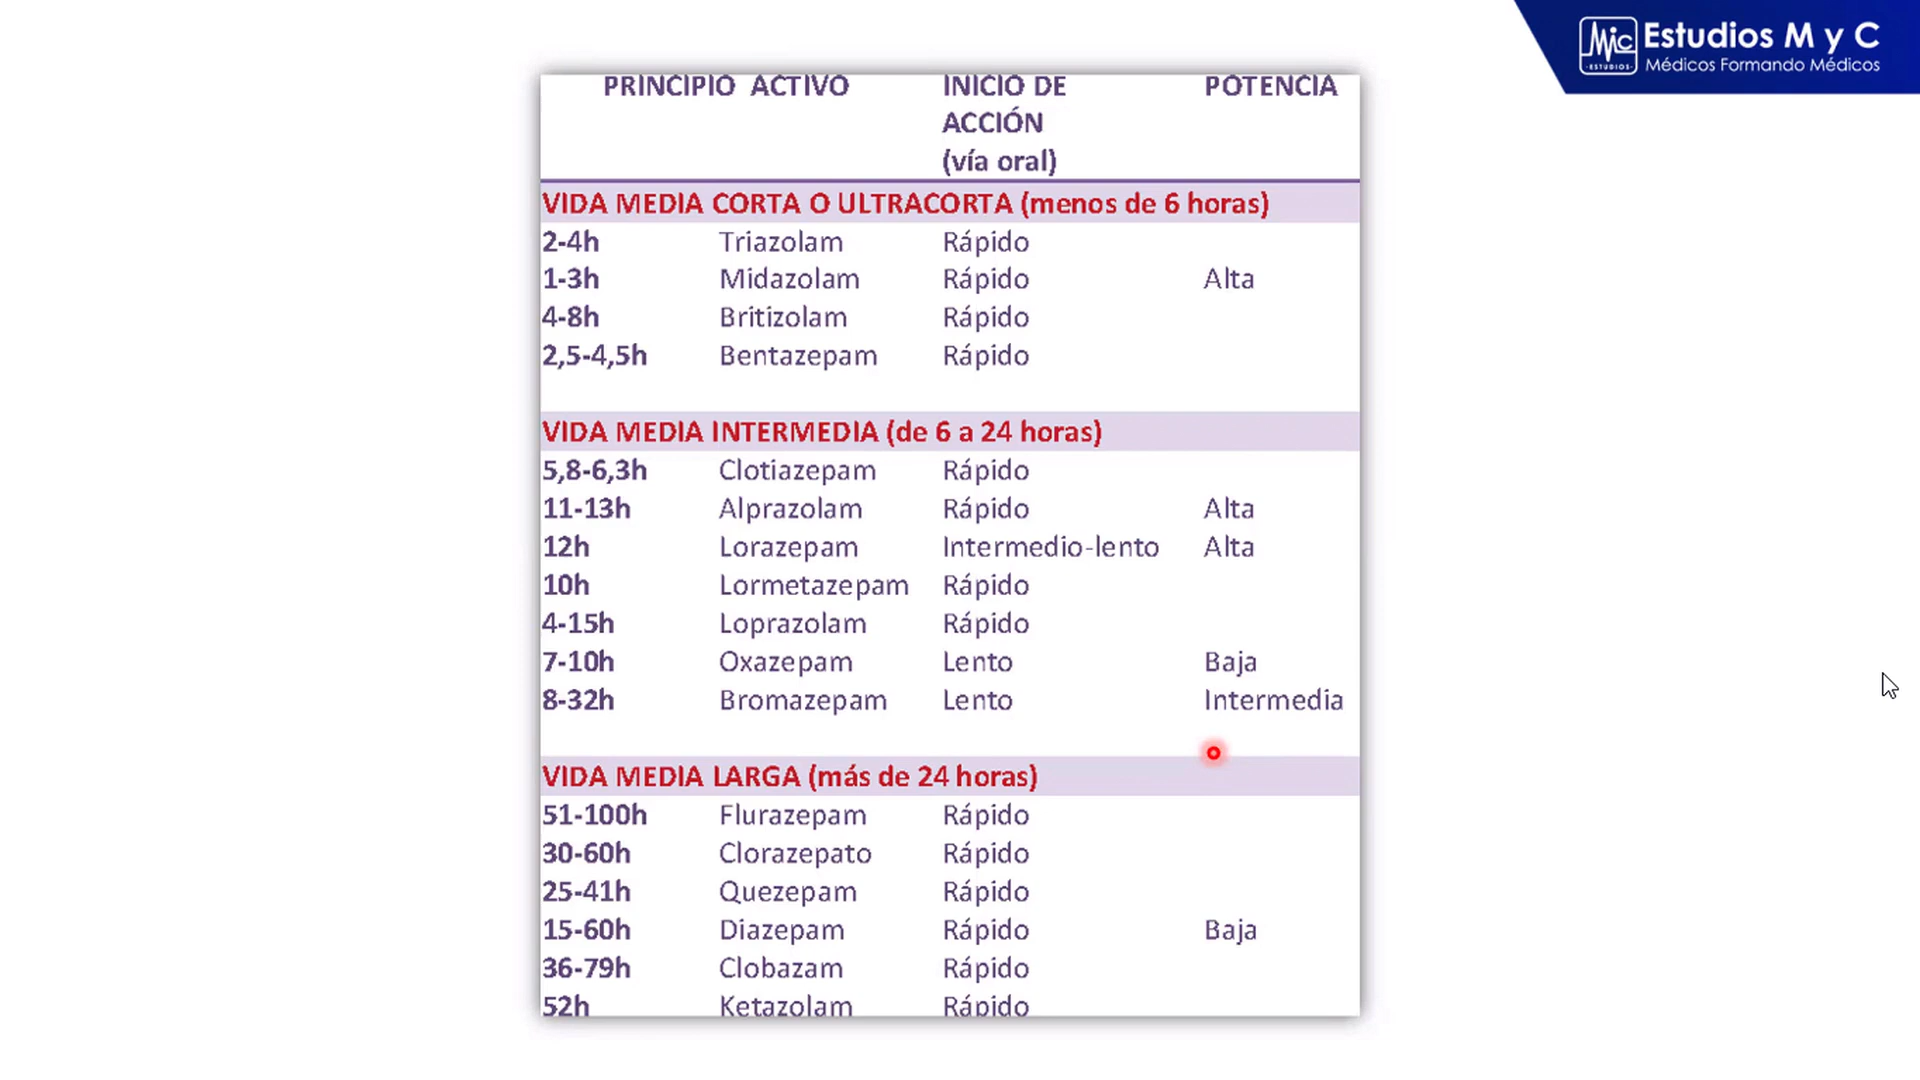 Mic
ESTUDIOS
Estudios M y C
Médicos Formando Médicos
PRINCIPIO ACTIVO INICIO DE ACCIÓN (vía oral) POTENCIA
VIDA MEDIA CORTA O ULTRACORTA (menos de 6 horas)
2-4h Triazolam Rápido
1-3h Midazolam Rápido Alta
4-8h Britizolam Rápido
2,5-4,5h Bentazepam Rápido
VIDA MEDIA INTERMEDIA (de 6 a 24 horas)
5,8-6,3h Clotiazepam Rápido
11-13h Alprazolam Rápido Alta
12h Lorazepam Intermedio-lento Alta
10h Lormetazepam Rápido
4-15h Loprazolam Rápido
7-10h Oxazepam Lento Baja
8-32h Bromazepam Lento Intermedia
VIDA MEDIA LARGA (más de 24 horas)
51-100h Flurazepam Rápido
30-60h Clorazepato Rápido
25-41h Quezepam Rápido
15-60h Diazepam Rápido Baja
36-79h Clobazam Rápido
52h Ketazolam Rápido